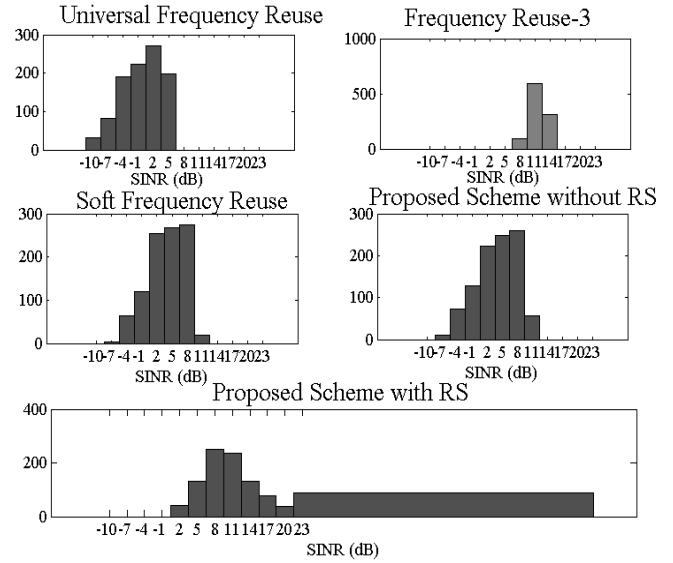 Universal Frequency Reuse
300
200
100
0
-10-7 -4 -1 2 5 8 1114172023
SINR (dB)
Frequency Reuse-3
1000
500
0
-10-7 -4 -1 2 5 8 1114172023
SINR (dB)
Soft Frequency Reuse
300
200
100
0
-10-7 -4 -1 2 5 8 1114172023
SINR (dB)
Proposed Scheme without RS
300
200
100
0
-10-7 -4 -1 2 5 8 1114172023
SINR (dB)
Proposed Scheme with RS
400
200
0
-10 -7 -4 -1 2 5 8 11 14 17 20 23
SINR (dB)